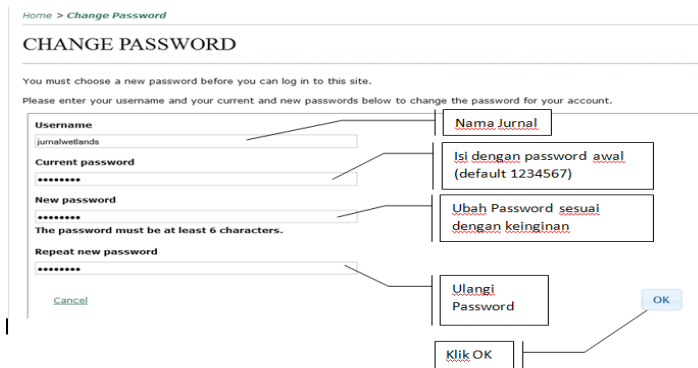 Home > Change Password
CHANGE PASSWORD
You must choose a new password before you can log in to this site.
Please enter your username and your current and new passwords below to change the password for your account.
Username
jurnalwetlands
Nama Jurnal
Current password
••••••••
Isi dengan password awal
(default 1234567)
New password
••••••••
The password must be at least 6 characters.
Ubah Password sesuai
dengan keinginan
Repeat new password
••••••••
Ulangi
Password
Cancel
OK
Klik OK